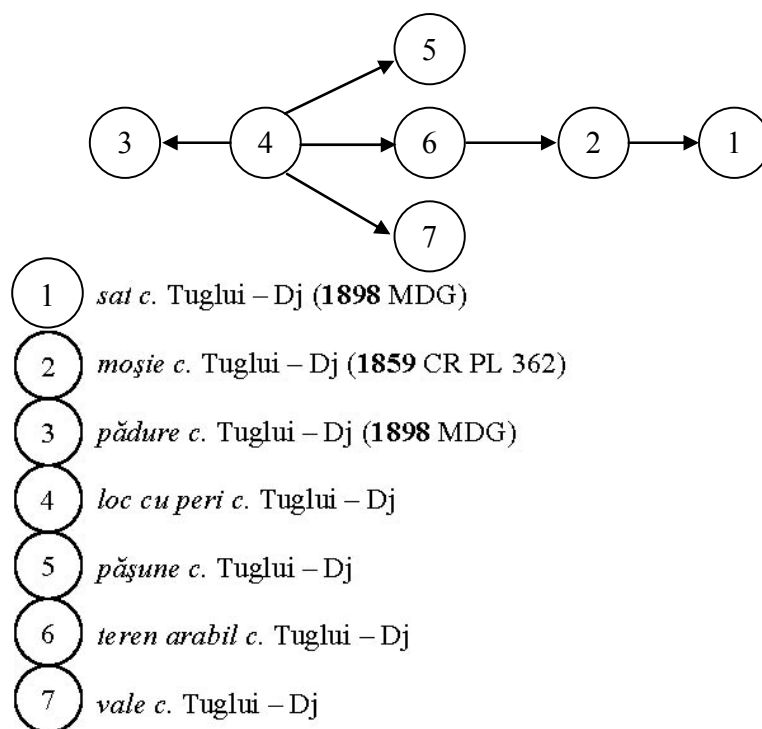 5
3 4 6 2 1
7
1 sat c. Tuglui – Dj (1898 MDG)
2 moşie c. Tuglui – Dj (1859 CR PL 362)
3 pădure c. Tuglui – Dj (1898 MDG)
4 loc cu peri c. Tuglui – Dj
5 păşune c. Tuglui – Dj
6 teren arabil c. Tuglui – Dj
7 vale c. Tuglui – Dj